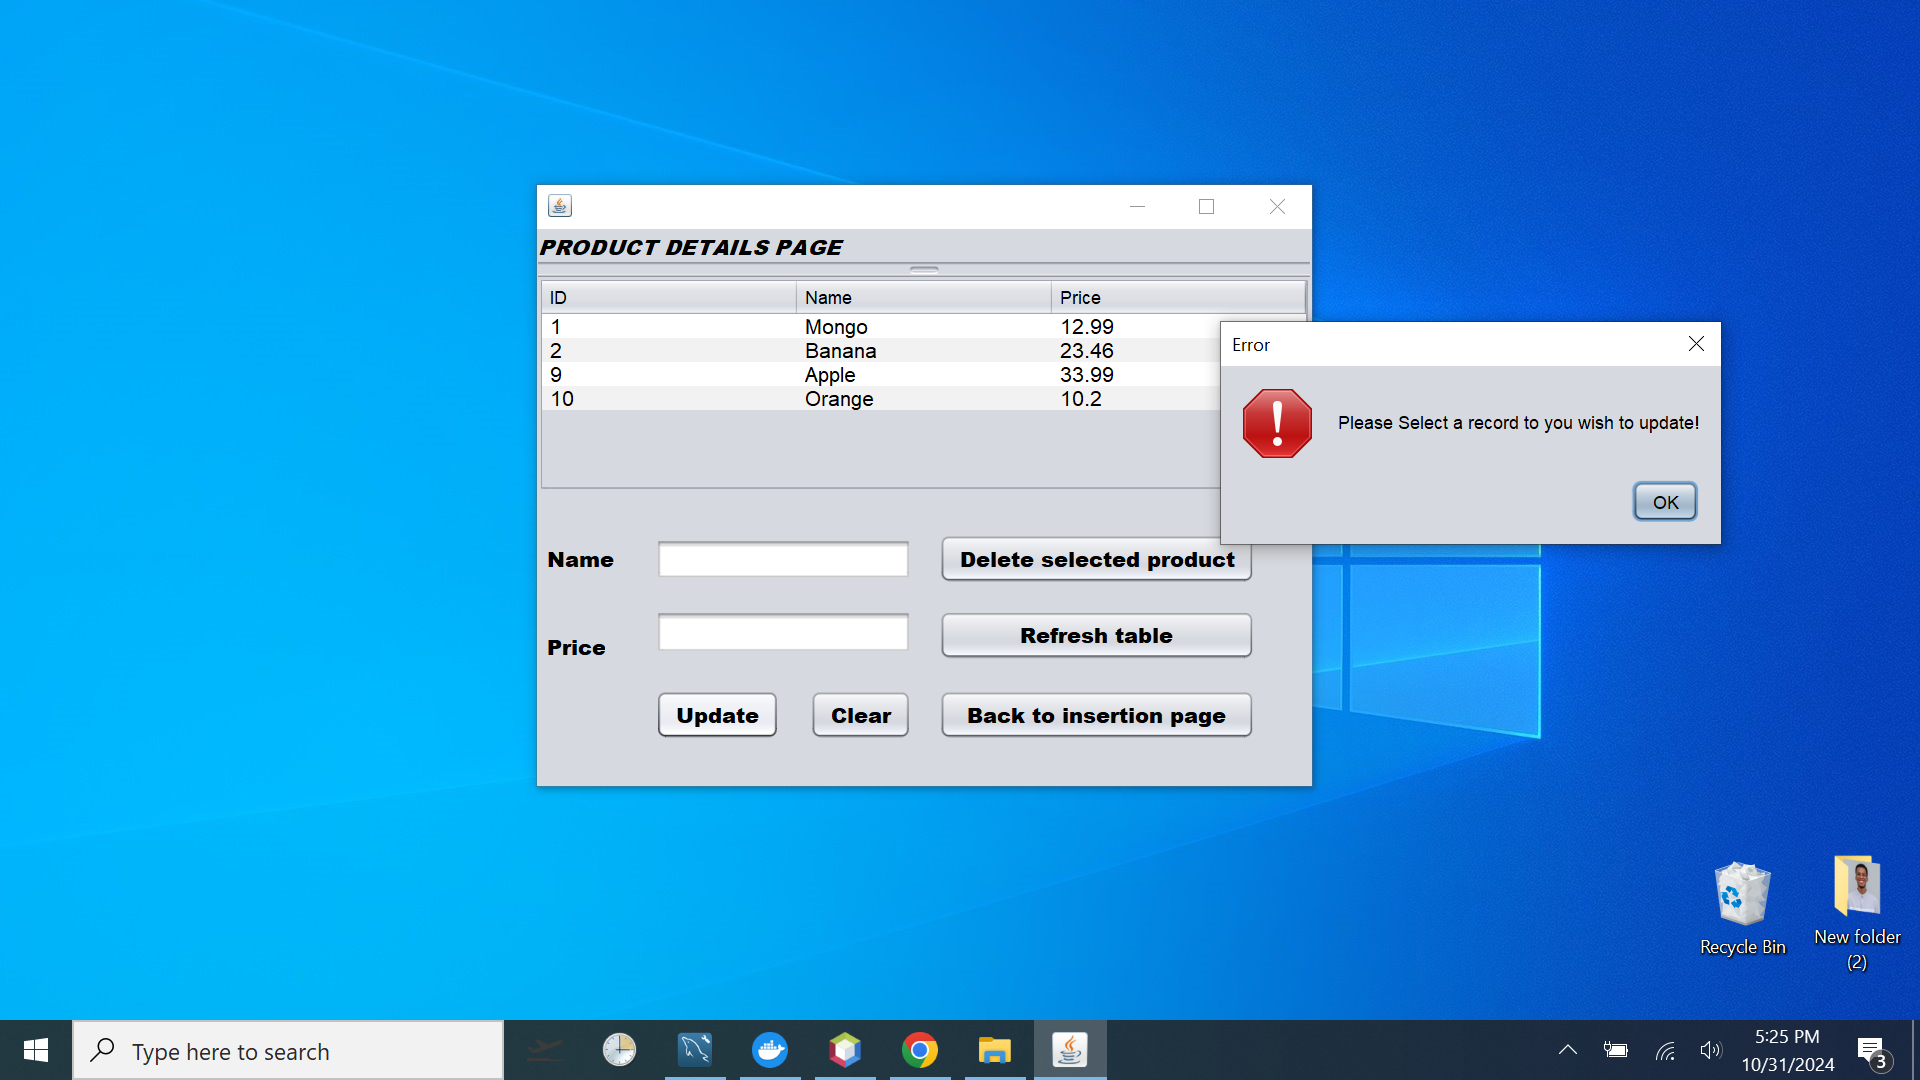 PRODUCT DETAILS PAGE
ID Name Price
1 Mongo 12.99
2 Banana 23.46
9 Apple 33.99
10 Orange 10.2
Error
Please Select a record to you wish to update!
OK
Name
Delete selected product
Price
Refresh table
Update Clear Back to insertion page
Recycle Bin
New folder
(2)
Type here to search
5:25 PM
10/31/2024
3